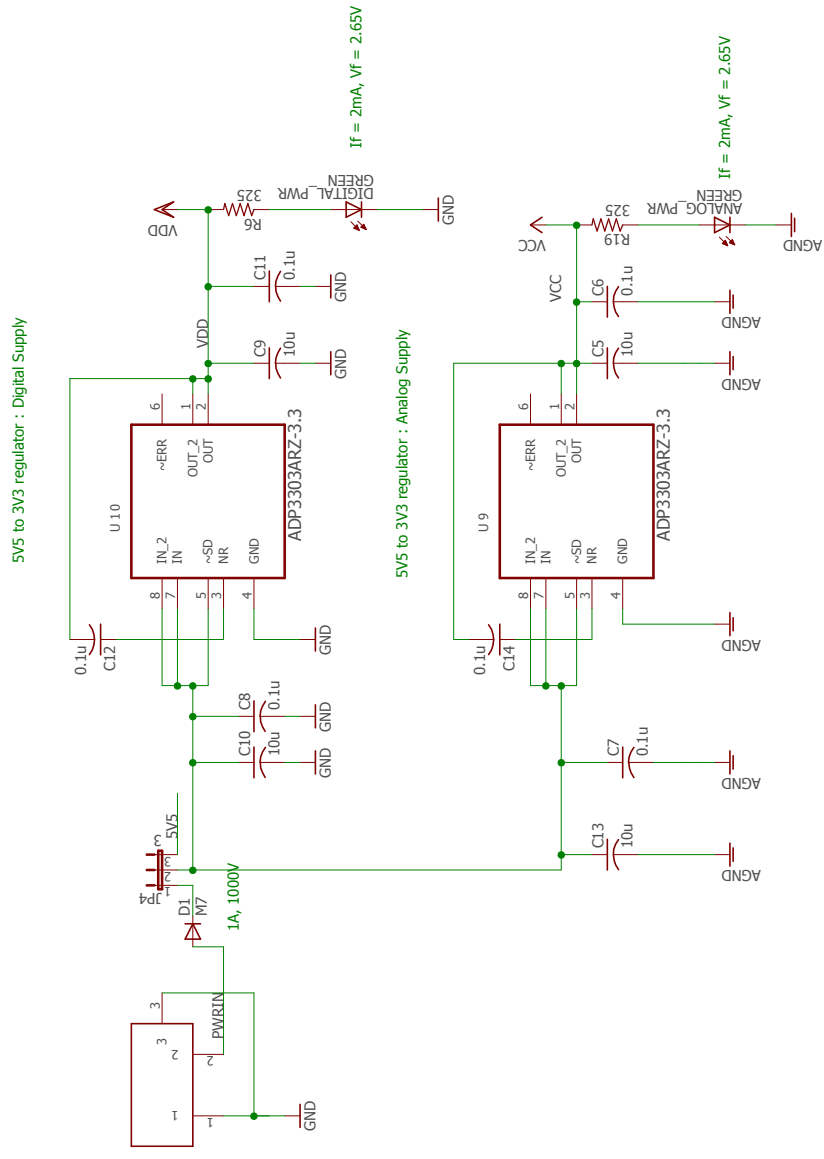 5V5 to 3V3 regulator : Digital Supply
3
3
PWRIN
2
2
1
1
GND
JP4
3
3
2
1
5V5
D1
M7
1A, 1000V
C10
10u
GND
C8
0.1u
GND
0.1u
C12
GND
U10
8
IN_2
7
IN
5
~SD
3
NR
4
GND
6
~ERR
1
OUT_2
2
OUT
ADP3303ARZ-3.3
VDD
C9
10u
GND
C11
0.1u
GND
VDD
325
R6
DIGITAL_PWR
GREEN
GND
If = 2mA, Vf = 2.65V
5V5 to 3V3 regulator : Analog Supply
C13
10u
AGND
C7
0.1u
AGND
0.1u
C14
AGND
U9
8
IN_2
7
IN
5
~SD
3
NR
4
GND
6
~ERR
1
OUT_2
2
OUT
ADP3303ARZ-3.3
VCC
C5
10u
AGND
C6
0.1u
AGND
VCC
325
R19
ANALOG_PWR
GREEN
AGND
If = 2mA, Vf = 2.65V